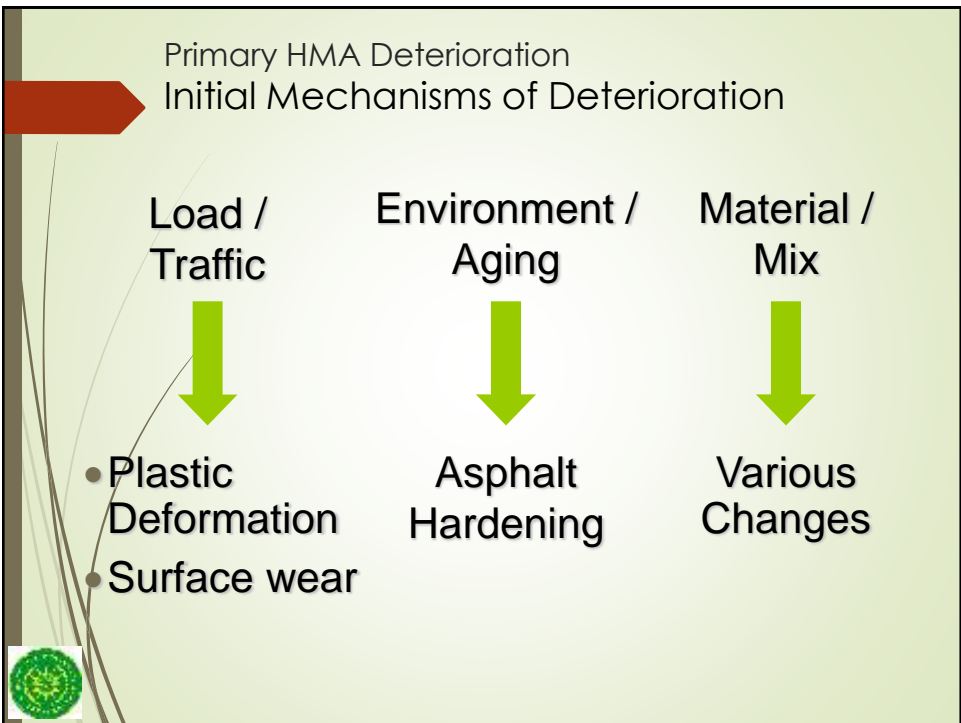 Primary HMA Deterioration
Initial Mechanisms of Deterioration
Load /
Traffic
Environment /
Aging
Material /
Mix
• Plastic
Deformation
• Surface wear
Asphalt
Hardening
Various
Changes